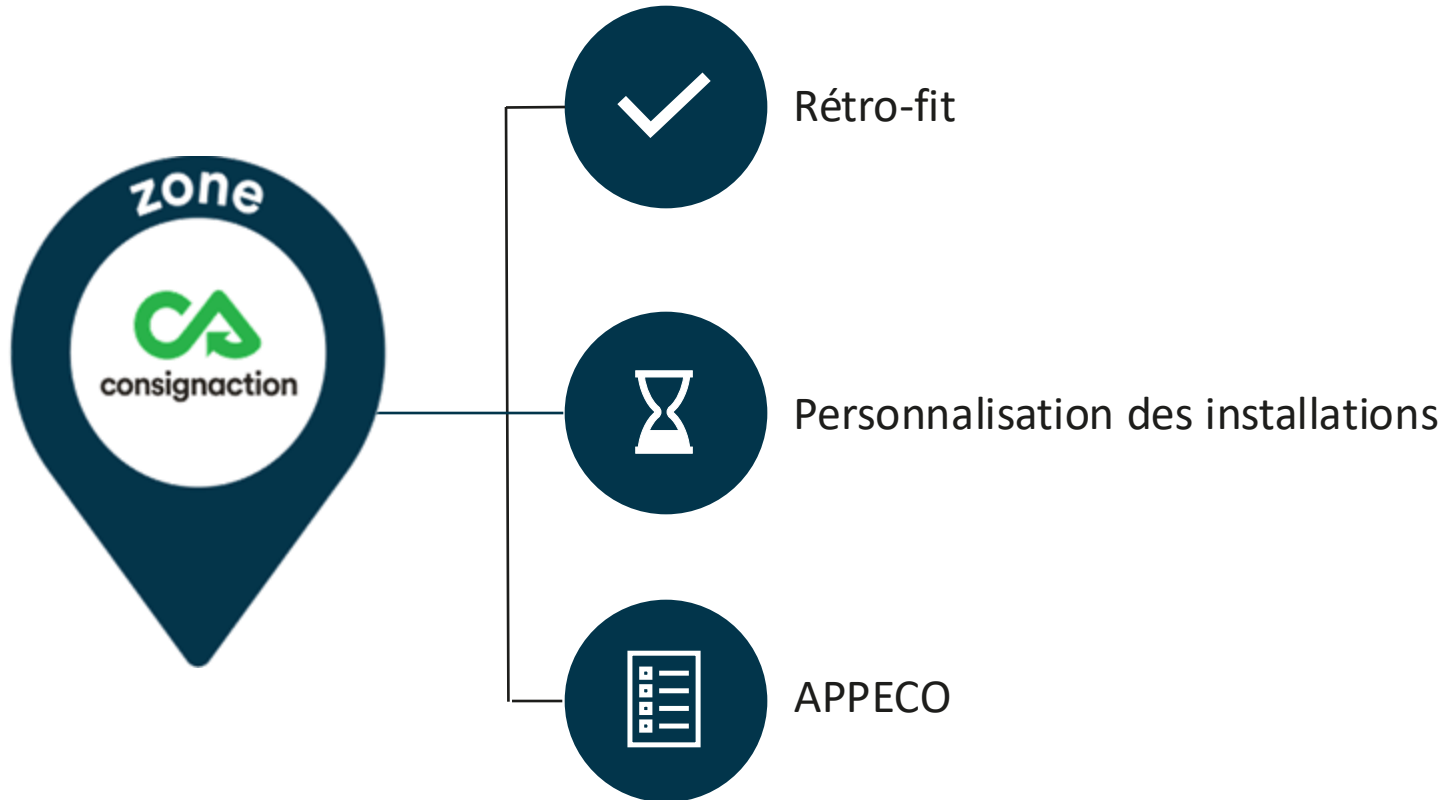 zone
consignaction
Rétro-fit
Personnalisation des installations
APPECO